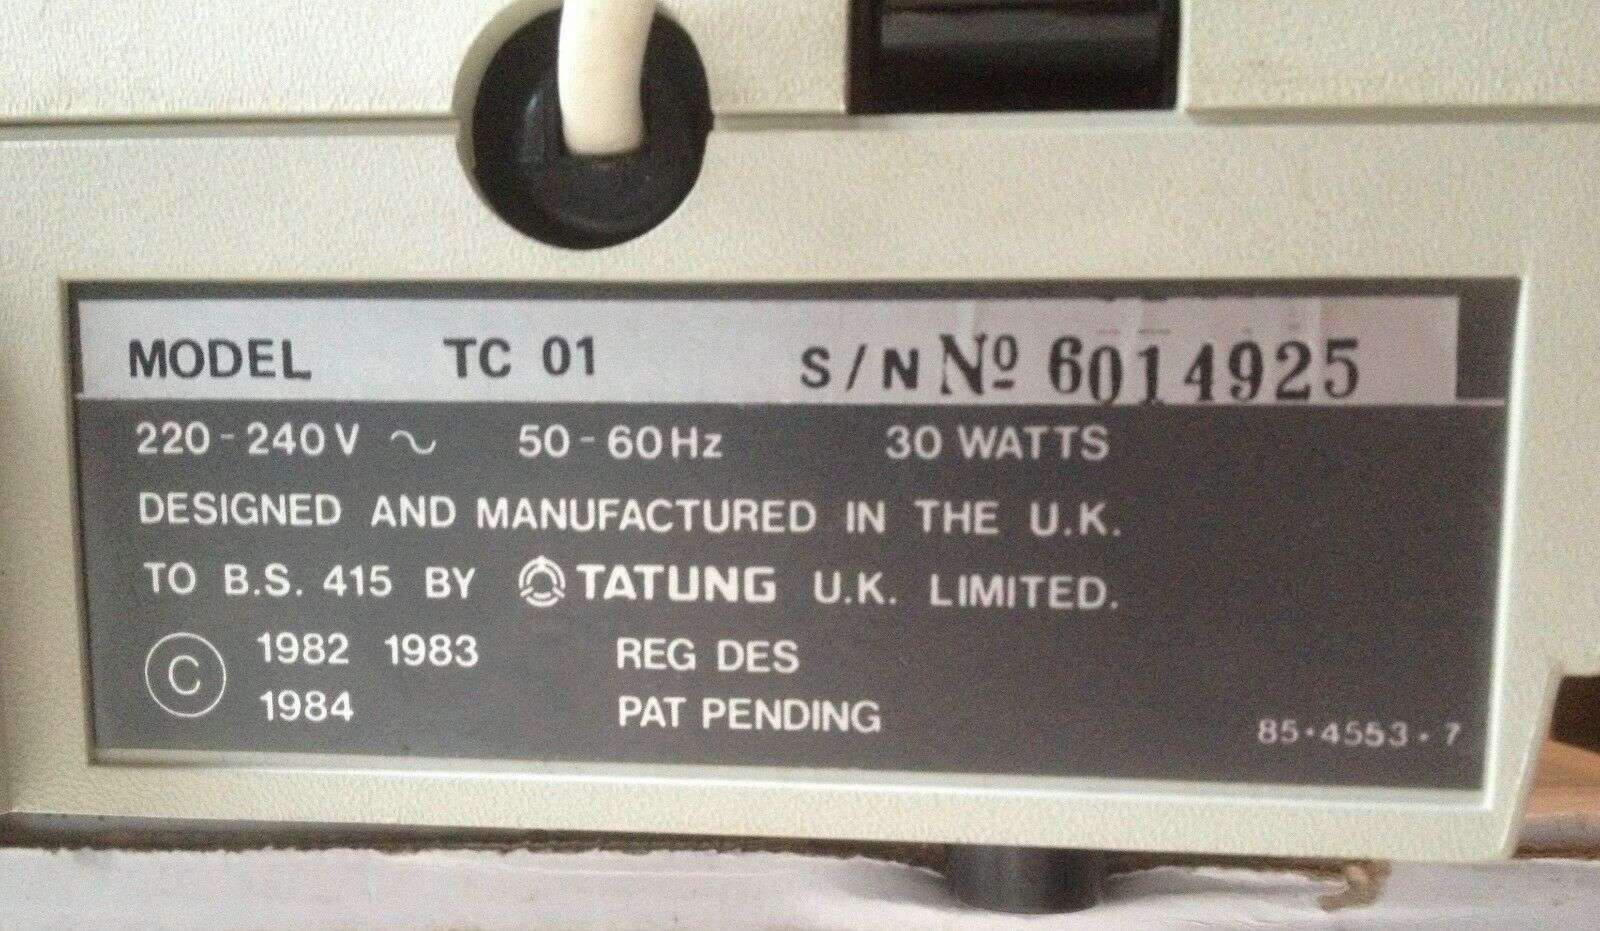 MODEL TC 01 S/N Nº 6014925
220-240V ~ 50-60Hz 30 WATTS
DESIGNED AND MANUFACTURED IN THE U.K.
TO B.S. 415 BY TATUNG U.K. LIMITED.
© 1982 1983 REG DES
1984 PAT PENDING
85·4553·7